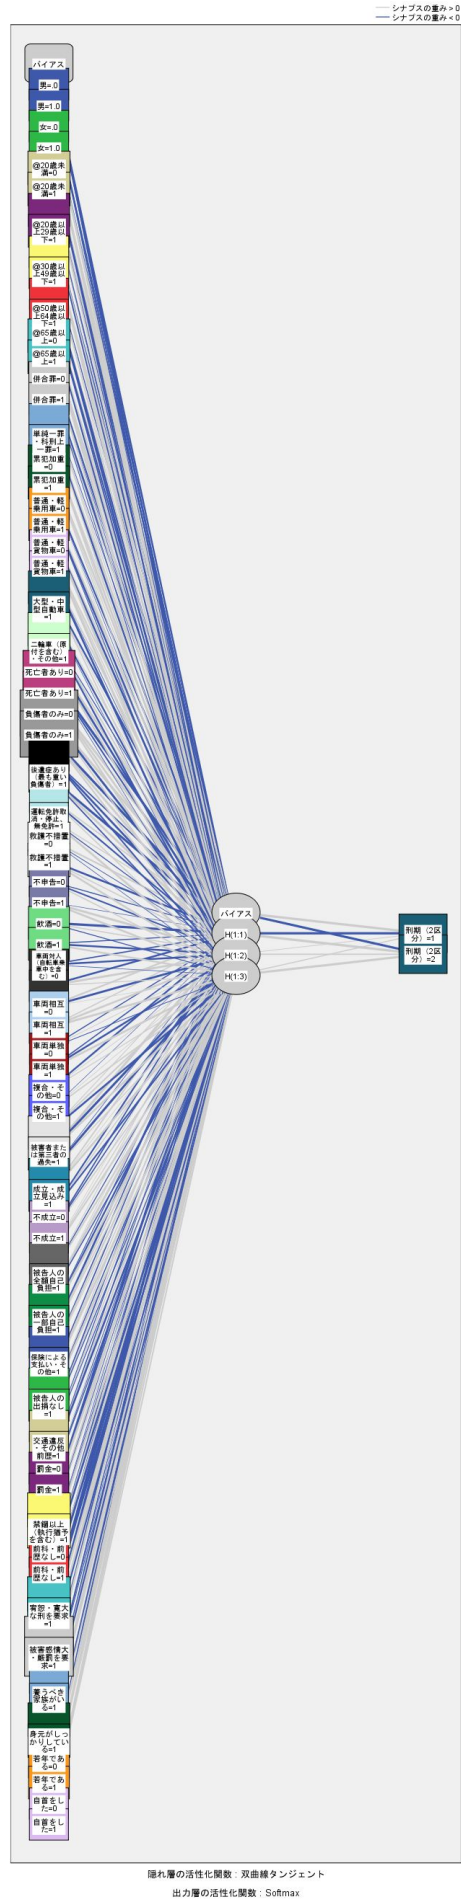 シナプスの重み > 0
シナプスの重み < 0
バイアス
男=.0
男=1.0
女=.0
女=1.0
@20歳未
満=0
@20歳未
満=1
@20歳以
上29歳以
下=1
@30歳以
上49歳以
下=1
@50歳以
上64歳以
下=1
@65歳以
上=0
@65歳以
上=1
併合罪=0
併合罪=1
単純一罪
・科刑上
一罪=1
累犯加重
=0
累犯加重
=1
普通・軽
乗用車=0
普通・軽
乗用車=1
普通・軽
貨物車=0
普通・軽
貨物車=1
大型・中
型自動車
=1
二輪車（原
付を含む）
・その他=1
死亡者あり=0
死亡者あり=1
負傷者のみ=0
負傷者のみ=1
後遺症あり
（最も重い
負傷者）=1
運転免許取
消・停止、
無免許=1
救護不措置
=0
救護不措置
=1
不申告=0
不申告=1
飲酒=0
飲酒=1
車両対人
（自転車乗
車中を含
む）=0
車両相互
=0
車両相互
=1
車両単独
=0
車両単独
=1
複合・そ
の他=0
複合・そ
の他=1
被害者また
は第三者の
過失=1
成立・成
立見込み
=1
不成立=0
不成立=1
被告人の
全額自己
負担=1
被告人の
一部自己
負担=1
保険による
支払い・そ
の他=1
被告人の
出捐なし
=1
交通違反
・その他
前歴=1
罰金=0
罰金=1
禁錮以上
（執行猶予
を含む）=1
前科・前
歴なし=0
前科・前
歴なし=1
宥恕・寛大
な刑を要求
=1
被害感情大
・厳罰を要
求=1
養うべき
家族がい
る=1
身元がしっ
かりしてい
る=1
若年であ
る=0
若年であ
る=1
自首をし
た=0
自首をし
た=1
バイアス
H(1:1)
H(1:2)
H(1:3)
刑期（2区
分）=1
刑期（2区
分）=2
隠れ層の活性化関数：双曲線タンジェント
出力層の活性化関数：Softmax